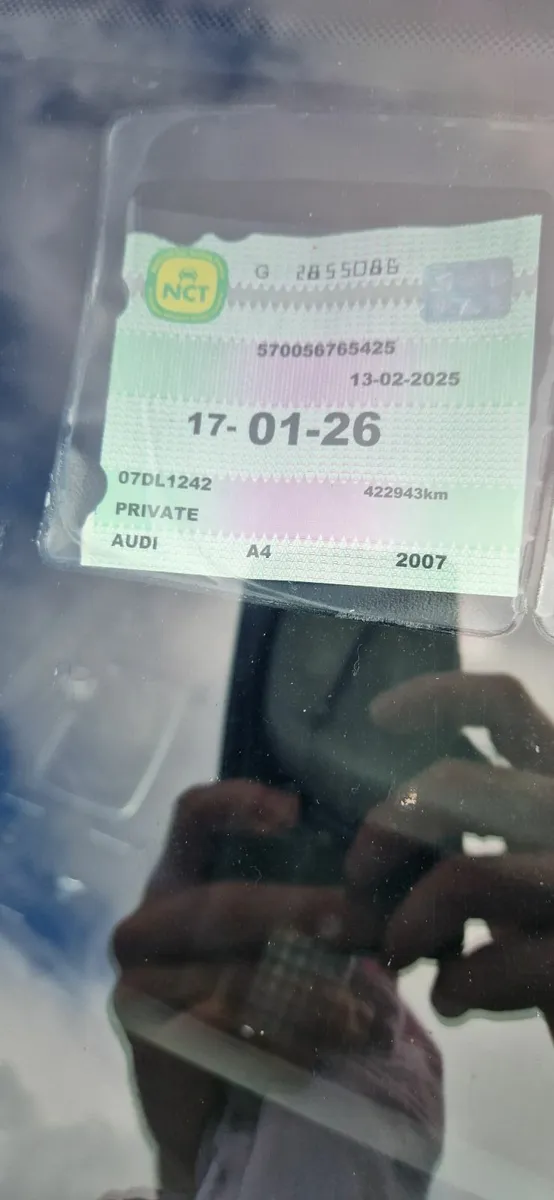 NCT
G 2855086
570056765425
13-02-2025
17-01-26
07DL1242 422943km
PRIVATE
AUDI A4 2007